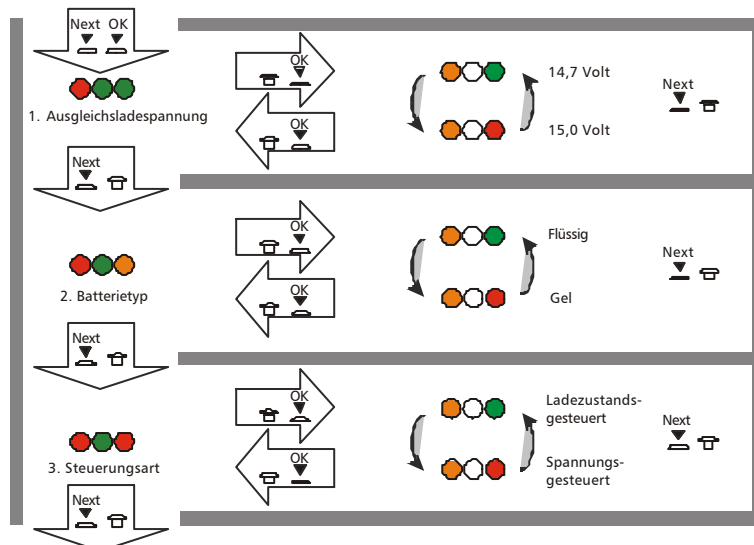 Next OK
1. Ausgleichsladespannung
OK
OK
14,7 Volt
15,0 Volt
Next
Next
2. Batterietyp
OK
OK
Flüssig
Gel
Next
Next
3. Steuerungsart
OK
OK
Ladezustands-
gesteuert
Spannungs-
gesteuert
Next
Next